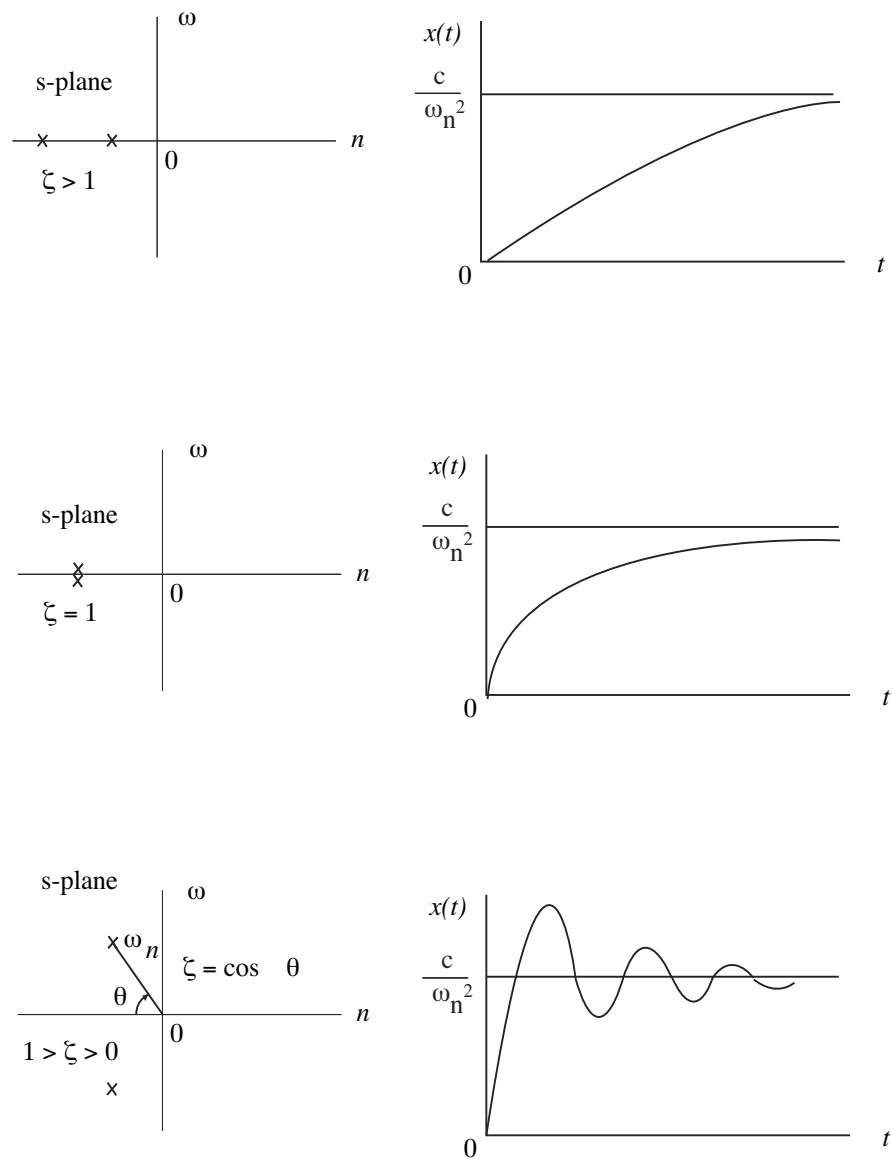 ω
s-plane
n
0
ζ > 1
x(t)
c
ωn²
0
t
ω
s-plane
n
0
ζ = 1
x(t)
c
ωn²
0
t
s-plane
ω
ωn
ζ = cos θ
θ
n
0
1 > ζ > 0
x(t)
c
ωn²
0
t